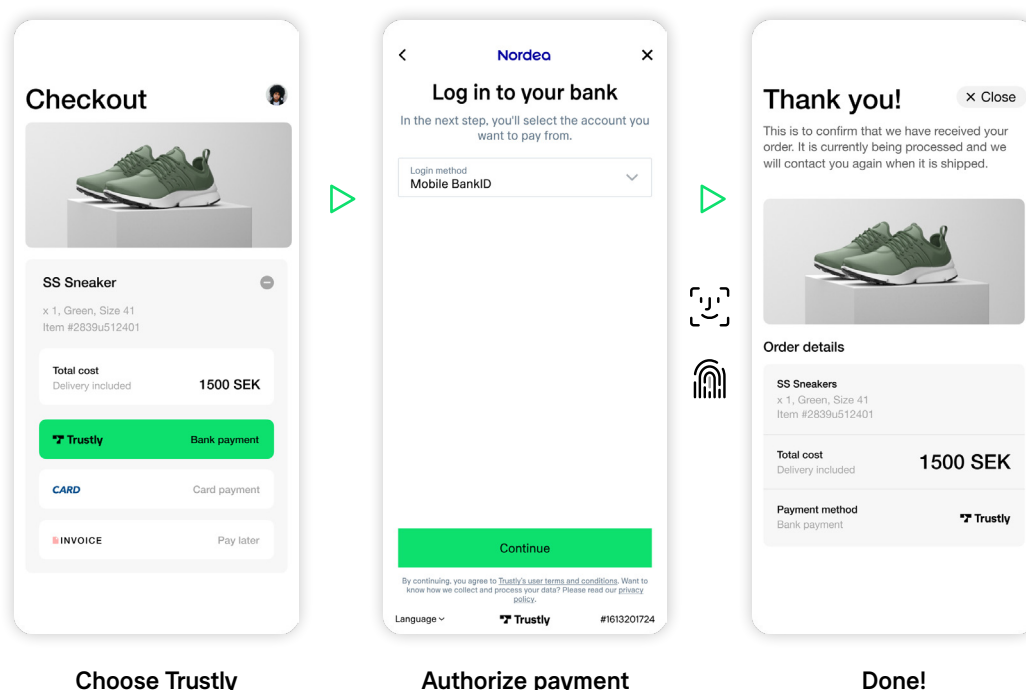 Checkout
SS Sneaker
x 1, Green, Size 41
Item #2839u512401
Total cost
Delivery included
1500 SEK
Trustly
Bank payment
CARD
Card payment
INVOICE
Pay later
Choose Trustly
Nordea
Log in to your bank
In the next step, you'll select the account you
want to pay from.
Login method
Mobile BankID
Continue
By continuing, you agree to Trustly's user terms and conditions. Want to
know how we collect and process your data? Please read our privacy
policy.
Language
Trustly
#1613201724
Authorize payment
Thank you!
Close
This is to confirm that we have received your
order. It is currently being processed and we
will contact you again when it is shipped.
Order details
SS Sneakers
x 1, Green, Size 41
Item #2839u512401
Total cost
Delivery included
1500 SEK
Payment method
Bank payment
Trustly
Done!